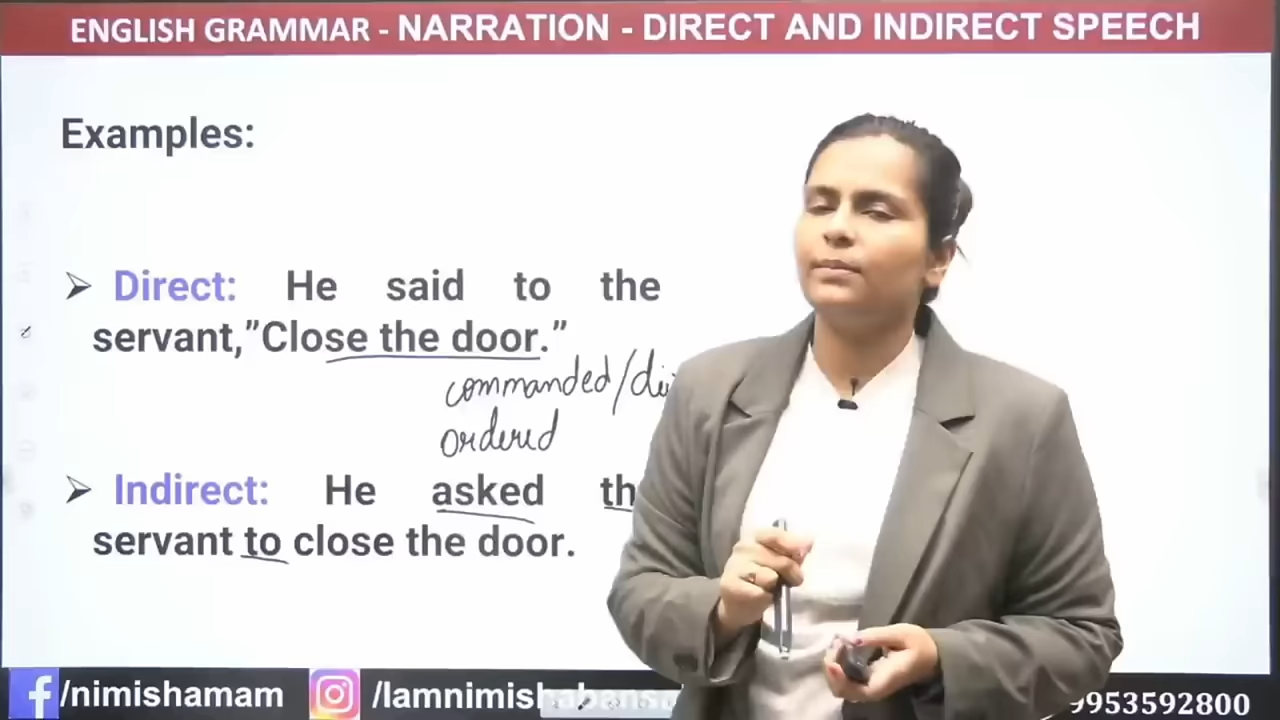 ENGLISH GRAMMAR - NARRATION - DIRECT AND INDIRECT SPEECH
Examples:
➢ Direct: He said to the
servant,”Close the door.”
commanded/
ordered
➢ Indirect: He asked
servant to close the door.
/nimishamam
9953592800